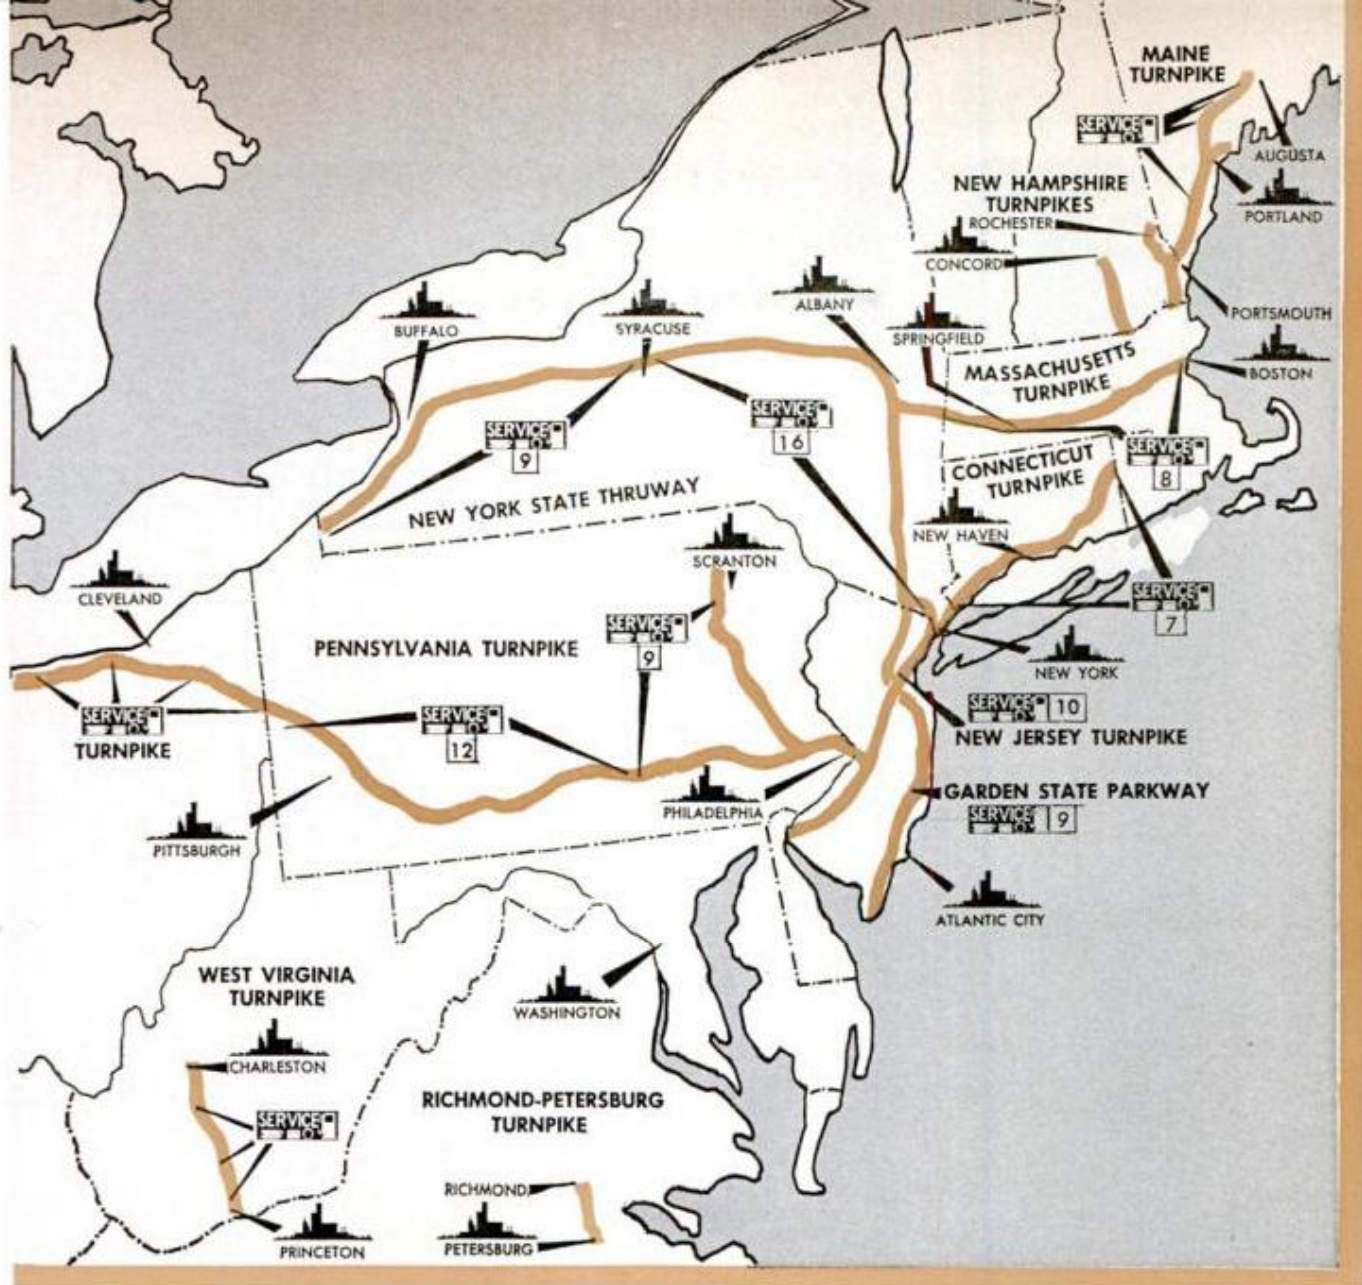 MAINE
TURNPIKE
SERVICE
AUGUSTA
PORTLAND
NEW HAMPSHIRE
TURNPIKES
ROCHESTER
CONCORD
PORTSMOUTH
BOSTON
ALBANY
SPRINGFIELD
MASSACHUSETTS
TURNPIKE
BUFFALO
SYRACUSE
SERVICE
9
SERVICE
16
SERVICE
8
NEW YORK STATE THRUWAY
CONNECTICUT
TURNPIKE
NEW HAVEN
SERVICE
7
CLEVELAND
SCRANTON
SERVICE
9
PENNSYLVANIA TURNPIKE
NEW YORK
SERVICE 10
NEW JERSEY TURNPIKE
SERVICE
TURNPIKE
SERVICE
12
PHILADELPHIA
GARDEN STATE PARKWAY
SERVICE 9
PITTSBURGH
ATLANTIC CITY
WEST VIRGINIA
TURNPIKE
WASHINGTON
CHARLESTON
SERVICE
PRINCETON
RICHMOND-PETERSBURG
TURNPIKE
RICHMOND
PETERSBURG